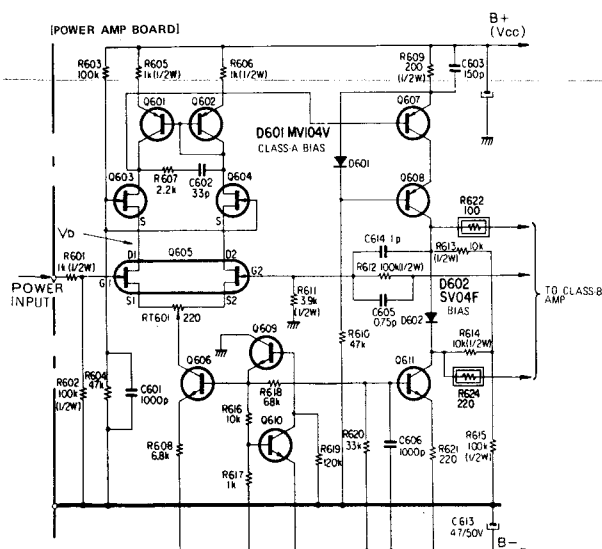 [POWER AMP BOARD]
B+
(Vcc)
R603
100k
R605
1k(1/2W)
R606
1k(1/2W)
R609
200
(1/2W)
C603
150p
Q601
Q602
Q607
D601 MV104V
CLASS-A BIAS
D601
R607
2.2k
C602
33p
Q603
Q604
Q608
S
S
R622
100
VD
C614 1p
R613
10k
(1/2W)
R601
1k(1/2W)
D1
Q605
D2
R612 100k(1/2W)
POWER
INPUT
G1
G2
TO CLASS-B
AMP
S1
S2
R611
3.9k
(1/2W)
C605
0.75p
D602
SV04F
BIAS
RT601
220
D602
R614
10k(1/2W)
Q609
R610
47k
Q606
Q611
R624
220
R602
100k
(1/2W)
R604
47k
C601
1000p
R618
68k
R616
10k
Q610
R608
6.8k
R619
120k
R620
33k
C606
1000p
R621
220
R615
100k
(1/2W)
R617
1k
C613
47/50V
B-